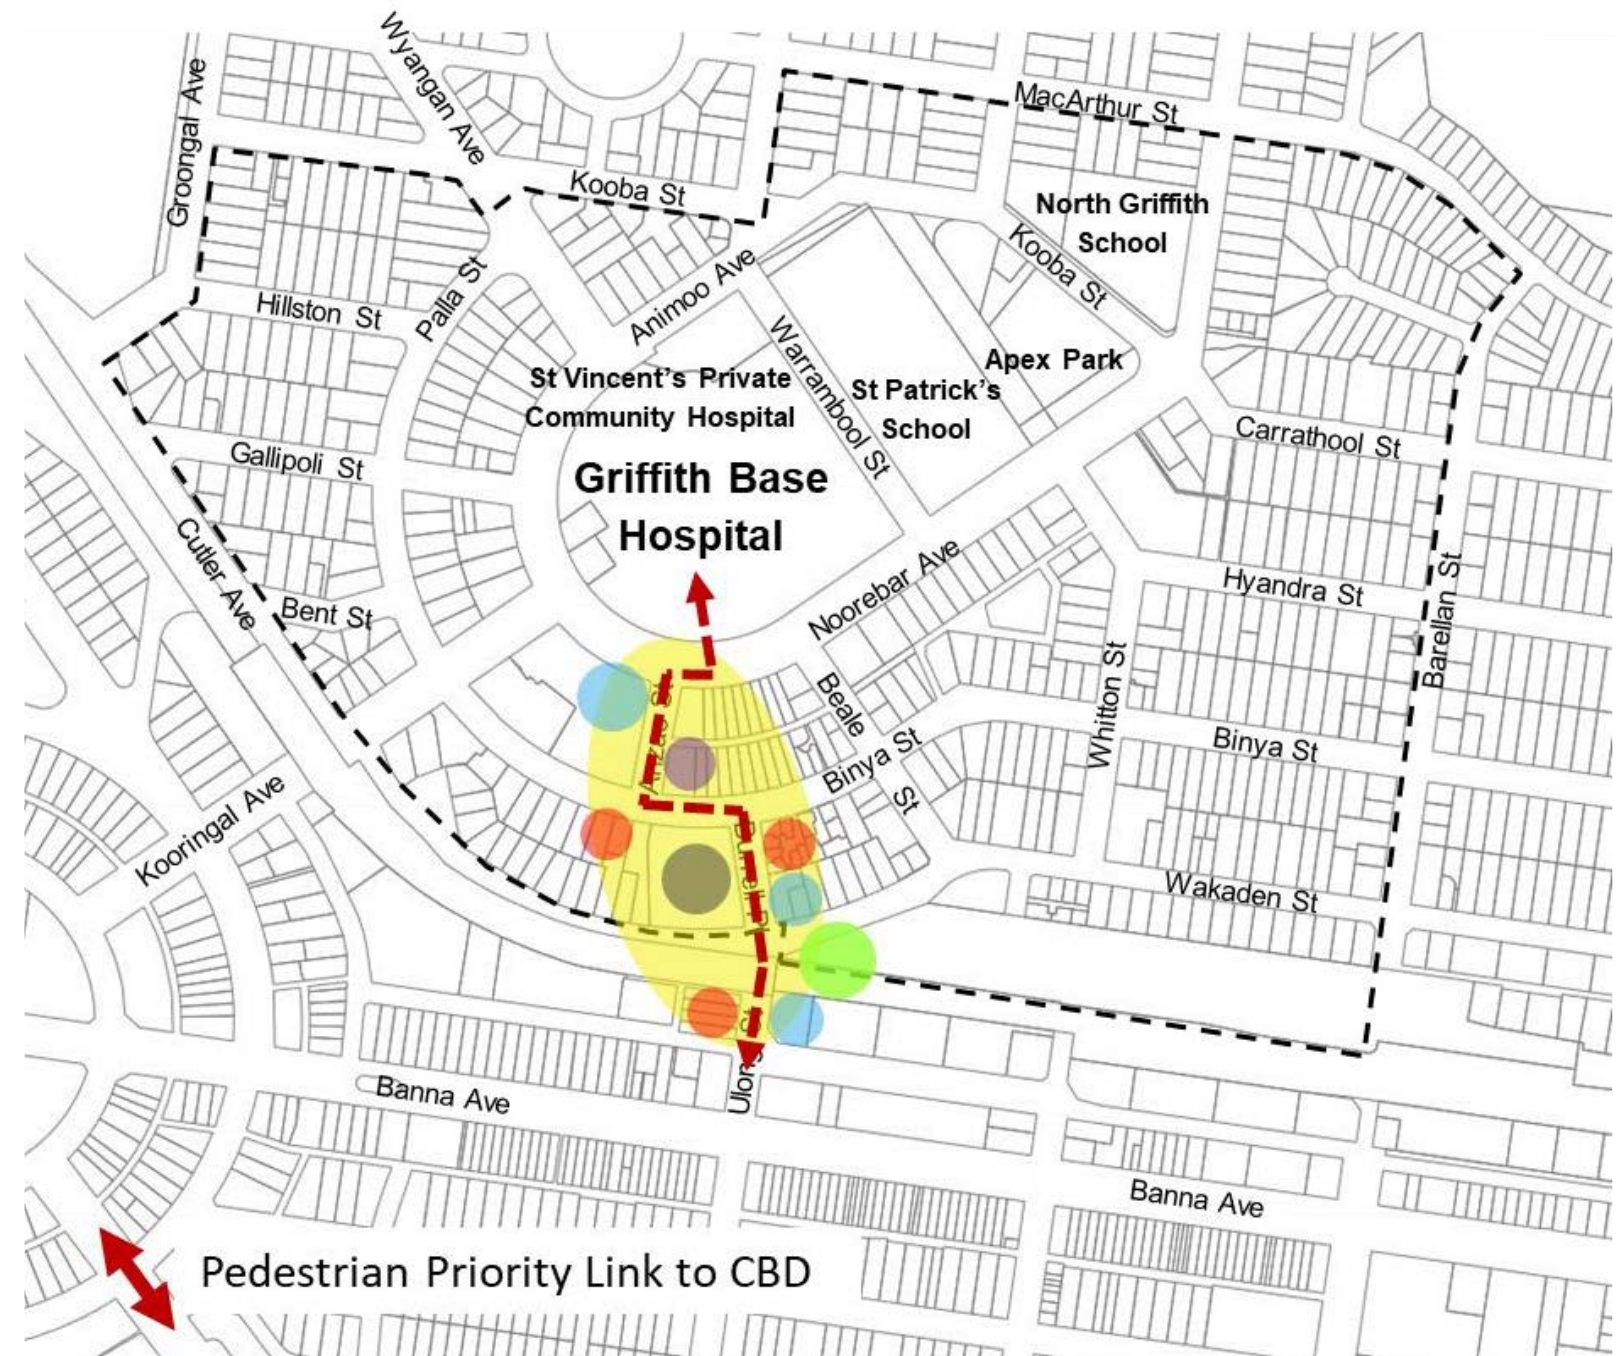 Wyangan Ave
Groongal Ave
MacArthur St
Kooba St
North Griffith
School
Kooba St
Animoo Ave
Palla St
Hillston St
Warrambool St
Apex Park
St Vincent's Private
Community Hospital
St Patrick's
School
Carrathool St
Gallipoli St
Griffith Base
Hospital
Cutler Ave
Noorebar Ave
Hyandra St
Barellan St
Bent St
Whitton St
Beale
St
Binya St
Binya St
Anzac St
Kooringal Ave
Wakaden St
Banna Ave
Banna Ave
Pedestrian Priority Link to CBD